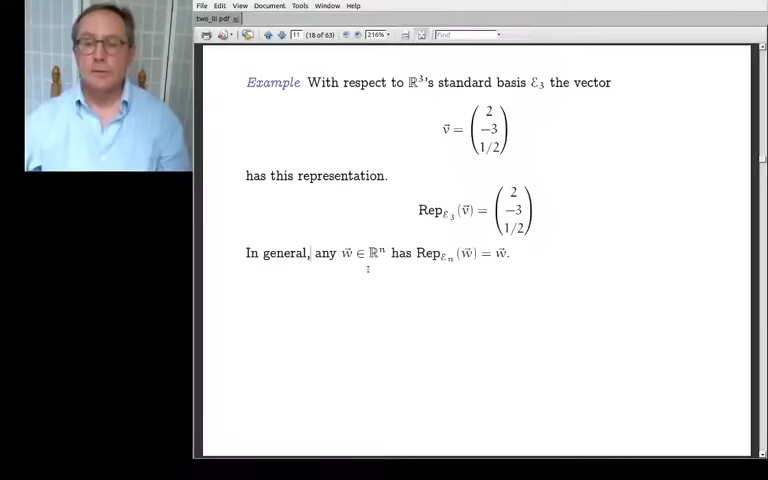 File Edit View Document Tools Window Help
two_iii.pdf
11 (18 of 63) 216% Find
Example With respect to ℝ³'s standard basis ℰ₃ the vector
v⃗ = (2 −3 1/2)
has this representation.
Rep_ℰ₃(v⃗) = (2 −3 1/2)
In general, any w⃗ ∈ ℝⁿ has Rep_ℰₙ(w⃗) = w⃗.